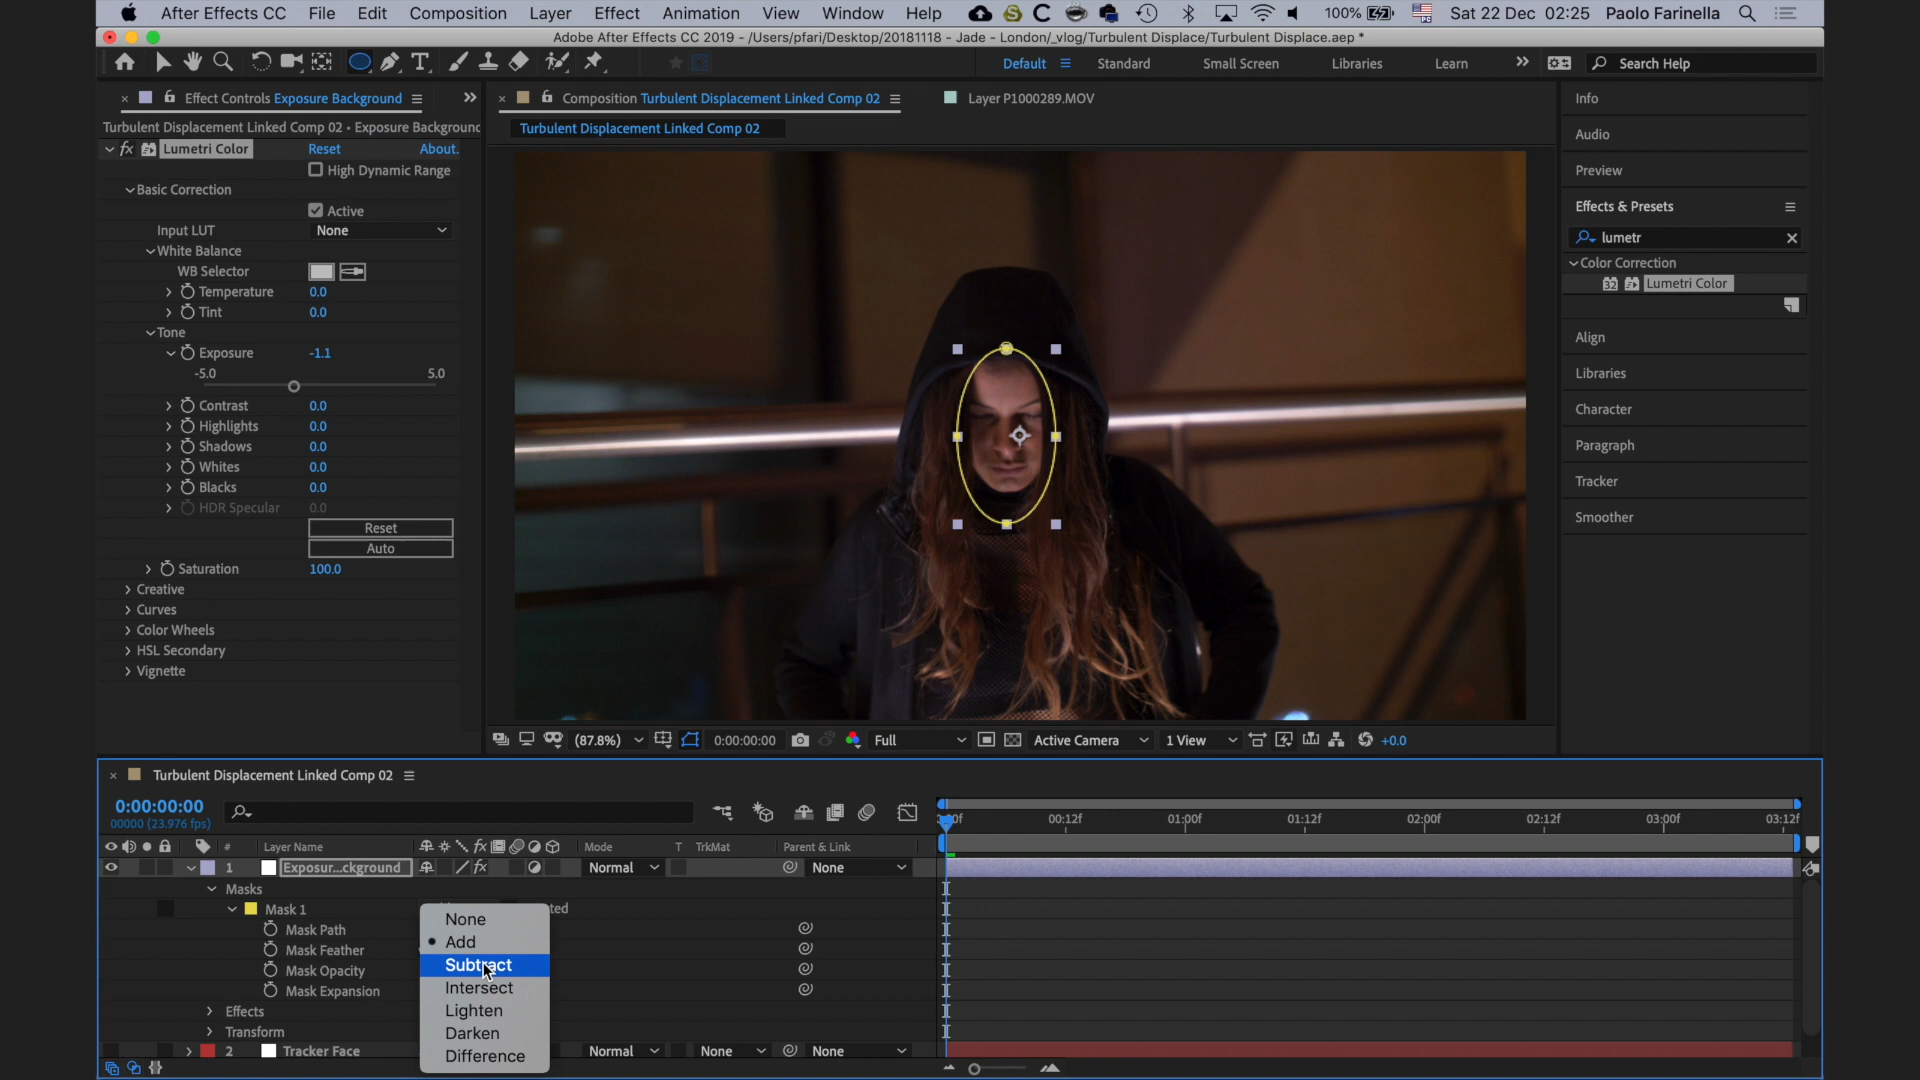 After Effects CC File Edit Composition Layer Effect Animation View Window Help 100% Sat 22 Dec 02:25 Paolo Farinella
Adobe After Effects CC 2019 - /Users/pfari/Desktop/20181118 - Jade - London/_vlog/Turbulent Displace/Turbulent Displace.aep *
Default Standard Small Screen Libraries Learn Search Help
Effect Controls Exposure Background
Turbulent Displacement Linked Comp 02 • Exposure Background
fx Lumetri Color Reset About.
High Dynamic Range
Basic Correction
Active
Input LUT None
White Balance
WB Selector
Temperature 0.0
Tint 0.0
Tone
Exposure -1.1
-5.0 5.0
Contrast 0.0
Highlights 0.0
Shadows 0.0
Whites 0.0
Blacks 0.0
HDR Specular 0.0
Reset
Auto
Saturation 100.0
Creative
Curves
Color Wheels
HSL Secondary
Vignette
Composition Turbulent Displacement Linked Comp 02 Layer P1000289.MOV
Turbulent Displacement Linked Comp 02
(87.8%) 0:00:00:00 Full Active Camera 1 View +0.0
Info
Audio
Preview
Effects & Presets
lumetr
Color Correction
32 Lumetri Color
Align
Libraries
Character
Paragraph
Tracker
Smoother
Turbulent Displacement Linked Comp 02
0:00:00:00
00000 (23.976 fps)
00:12f 01:00f 01:12f 02:00f 02:12f 03:00f 03:12f
# Layer Name fx Mode T TrkMat Parent & Link
1 Exposur...ckground fx Normal None
Masks
Mask 1
Mask Path
Mask Feather
Mask Opacity
Mask Expansion
Effects
Transform
2 Tracker Face Normal None None
None
Add
Subtract
Intersect
Lighten
Darken
Difference